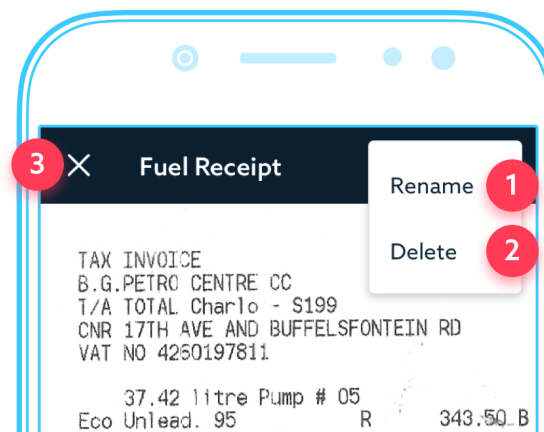 3
Fuel Receipt
Rename 1
Delete 2
TAX INVOICE
B.G.PETRO CENTRE CC
T/A TOTAL Charlo - S199
CNR 17TH AVE AND BUFFELSFONTEIN RD
VAT NO 4260197811
37.42 litre Pump # 05
Eco Unlead. 95 R 343.50 B